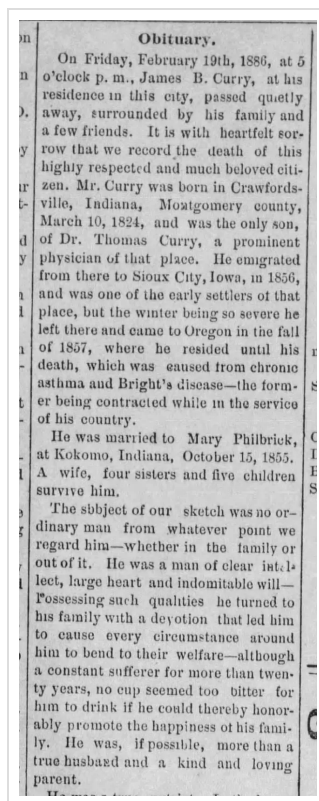 Obituary.
On Friday, February 19th, 1886, at 5
o'clock p. m., James B. Curry, at his
residence in this city, passed quietly
away, surrounded by his family and
a few friends. It is with heartfelt sor-
row that we record the death of this
highly respected and much beloved citi-
zen. Mr. Curry was born in Crawfords-
ville, Indiana, Moatgomery county,
March 10, 1824, and was the only son,
of Dr. Thomas Curry, a prominent
physician of that place. He emigrated
from there to Sioux City, Iowa, in 1856,
and was one of the early settlers ot that
place, but the winter being so severe he
left there and came to Oregon in the fall
of 1857, where he resided until his
death, which was eaused from chronic
asthma and Bright's disease—the form-
er being contracted while in the service
of his country.
He was married to Mary Philbrick,
at Kokomo, Indiana, October 15, 1855.
A wife, four sisters and five children
survive him.
The sbbject of our sketch was no or-
dinary man from whatever point we
regard him—whether in the family or
out of it. He was a man of clear intel-
lect, large heart and indomitable will—
Possessing such qualities he turned to
his family with a devotion that led him
to cause every circumstance around
him to bend to their welfare—although
a constant sufferer for more than twen-
ty years, no cup seemed too bitter for
him to drink if he could thereby honor-
ably promote the happiness ot his fami-
ly. He was, if possible, more than a
true husband and a kind and loving
parent.